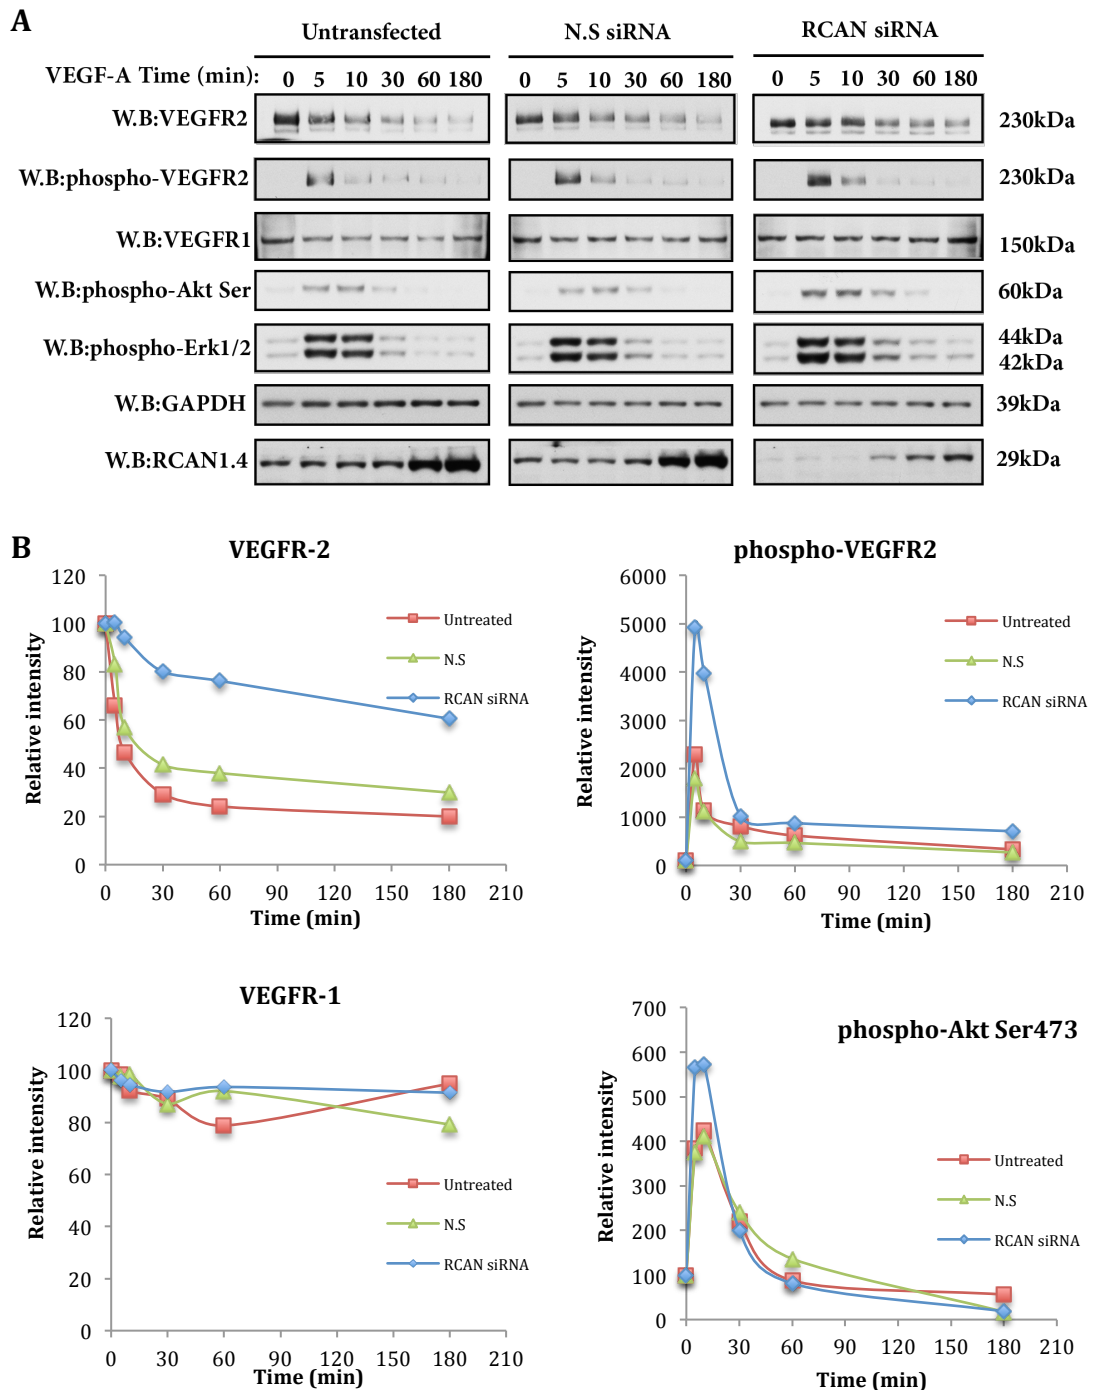 A
Untransfected
N.S siRNA
RCAN siRNA
VEGF-A Time (min): 0 5 10 30 60 180 0 5 10 30 60 180 0 5 10 30 60 180
W.B:VEGFR2 230kDa
W.B:phospho-VEGFR2 230kDa
W.B:VEGFR1 150kDa
W.B:phospho-Akt Ser 60kDa
W.B:phospho-Erk1/2 44kDa
42kDa
W.B:GAPDH 39kDa
W.B:RCAN1.4 29kDa
B
VEGFR-2
Relative intensity
120
100
80
60
40
20
0
0 30 60 90 120 150 180 210
Time (min)
Untreated
N.S
RCAN siRNA
phospho-VEGFR2
Relative intensity
6000
5000
4000
3000
2000
1000
0
0 30 60 90 120 150 180 210
Time (min)
Untreated
N.S
RCAN siRNA
VEGFR-1
Relative intensity
120
100
80
60
40
20
0
0 30 60 90 120 150 180 210
Time (min)
Untreated
N.S
RCAN siRNA
phospho-Akt Ser473
Relative intensity
700
600
500
400
300
200
100
0
0 30 60 90 120 150 180 210
Time (min)
Untreated
N.S
RCAN siRNA